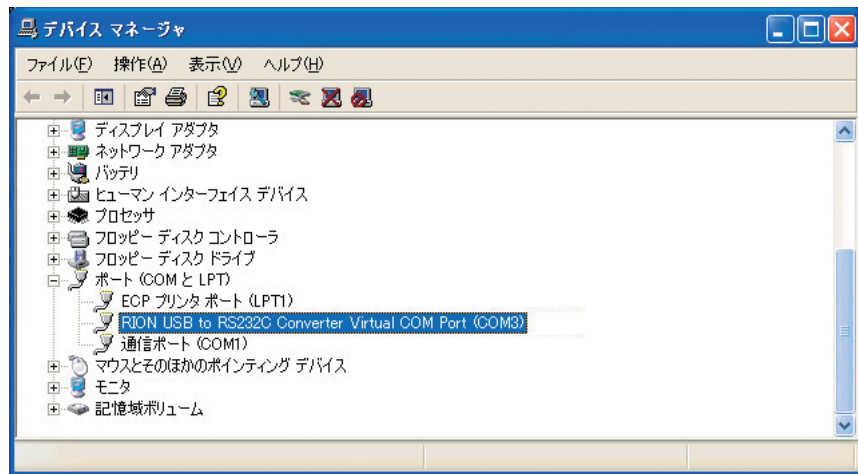 デバイス マネージャ
ファイル(F) 操作(A) 表示(V) ヘルプ(H)
ディスプレイ アダプタ
ネットワーク アダプタ
バッテリ
ヒューマン インターフェイス デバイス
プロセッサ
フロッピー ディスク コントローラ
フロッピー ディスク ドライブ
ポート (COM と LPT)
ECP プリンタ ポート (LPT1)
RION USB to RS232C Converter Virtual COM Port (COM3)
通信ポート (COM1)
マウスとそのほかのポインティング デバイス
モニタ
記憶域ボリューム